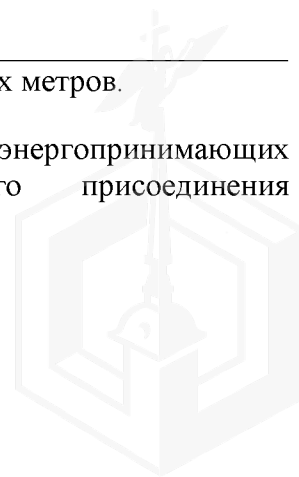 х метров.
энергопринимающих
го присоединения